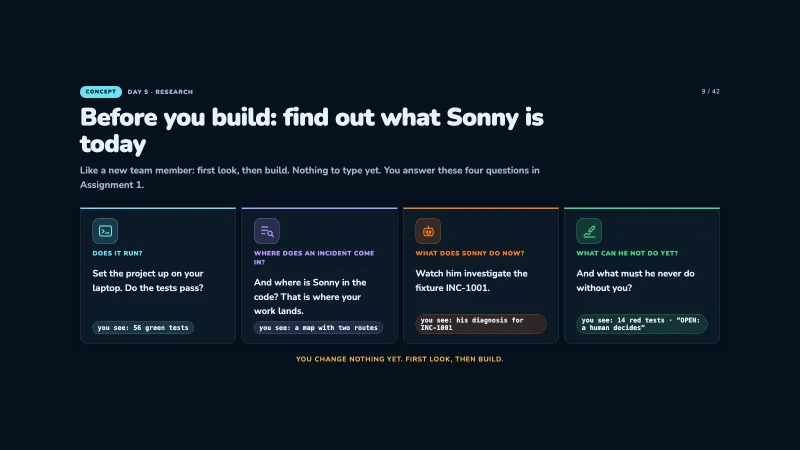 CONCEPT DAY 5 · RESEARCH
9 / 42
Before you build: find out what Sonny is
today
Like a new team member: first look, then build. Nothing to type yet. You answer these four questions in
Assignment 1.
DOES IT RUN?
Set the project up on your
laptop. Do the tests pass?
you see: 56 green tests
WHERE DOES AN INCIDENT COME
IN?
And where is Sonny in the
code? That is where your
work lands.
you see: a map with two routes
WHAT DOES SONNY DO NOW?
Watch him investigate the
fixture INC-1001.
you see: his diagnosis for
INC-1001
WHAT CAN HE NOT DO YET?
And what must he never do
without you?
you see: 14 red tests · "OPEN:
a human decides"
YOU CHANGE NOTHING YET. FIRST LOOK, THEN BUILD.